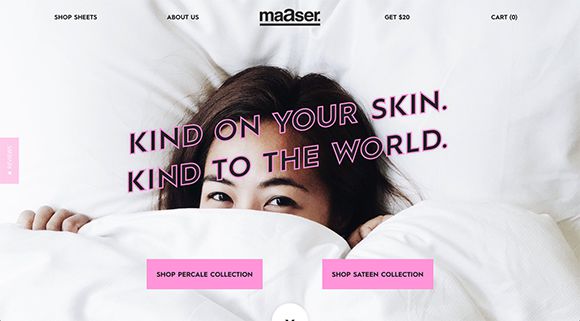 SHOP SHEETS
ABOUT US
maaser.
GET $20
CART (0)
KIND ON YOUR SKIN.
KIND TO THE WORLD.
★ REVIEWS
SHOP PERCALE COLLECTION
SHOP SATEEN COLLECTION